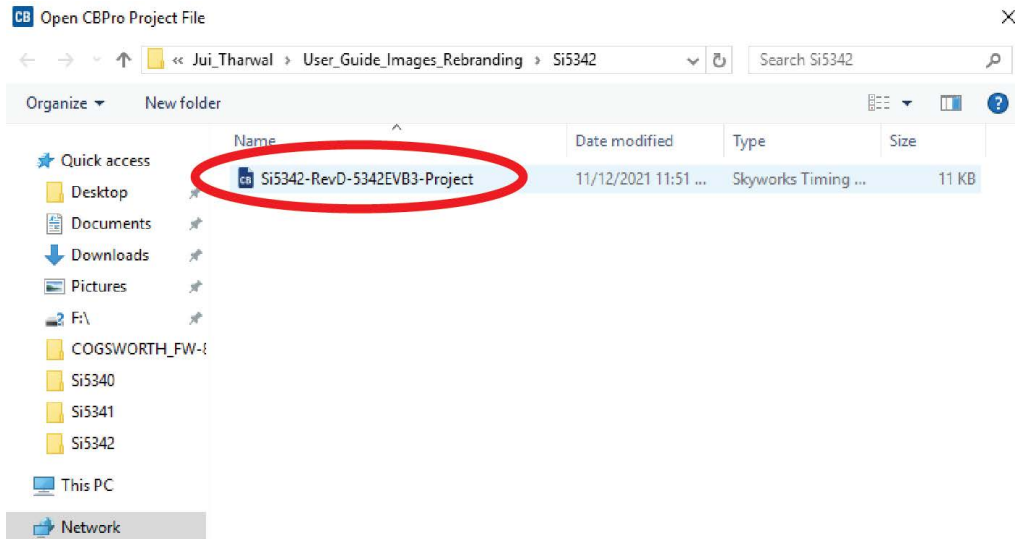 CB Open CBPro Project File
« Jui_Tharwal › User_Guide_Images_Rebranding › Si5342
Search Si5342
Organize
New folder
Name
Date modified
Type
Size
CB Si5342-RevD-5342EVB3-Project
11/12/2021 11:51 ...
Skyworks Timing ...
11 KB
Quick access
Desktop
Documents
Downloads
Pictures
F:\
COGSWORTH_FW-
Si5340
Si5341
Si5342
This PC
Network